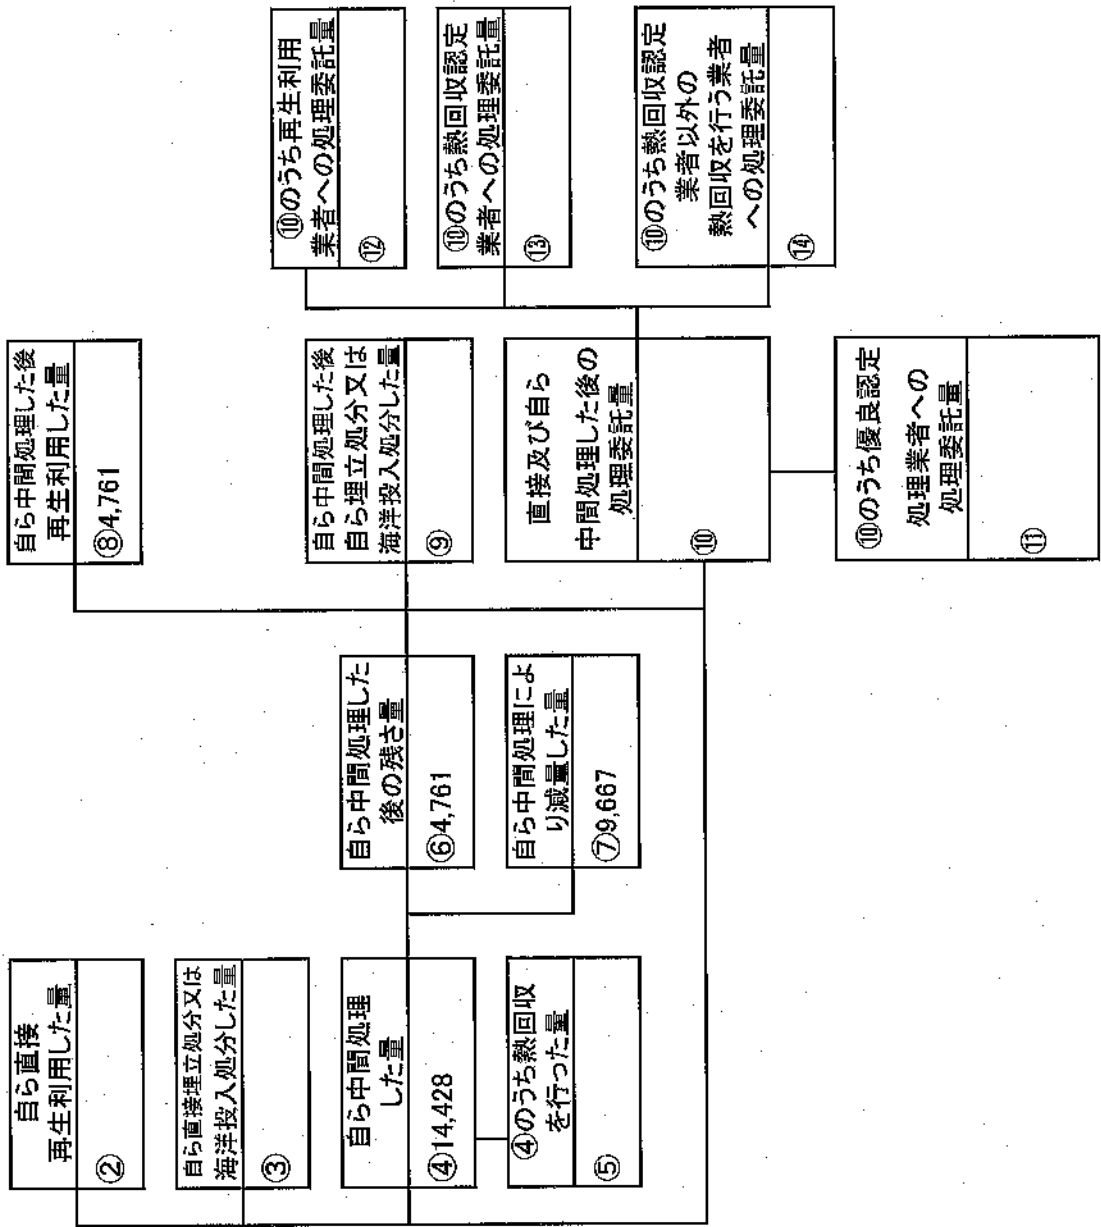 自ら直接
再生利用した量
②
自ら直接埋立処分又は
海洋投入処分した量
③
自ら中間処理
した量
④14,428
④のうち熱回収
を行った量
⑤
自ら中間処理した
後の残さ量
⑥4,761
自ら中間処理によ
り減量した量
⑦9,667
自ら中間処理した後
再生利用した量
⑧4,761
自ら中間処理した後
自ら埋立処分又は
海洋投入処分した量
⑨
直接及び自ら
中間処理した後の
処理委託量
⑩
⑩のうち優良認定
処理業者への
処理委託量
⑪
⑩のうち再生利用
業者への処理委託量
⑫
⑩のうち熱回収認定
業者への処理委託量
⑬
⑩のうち熱回収認定
業者以外の
熱回収を行う業者
への処理委託量
⑭